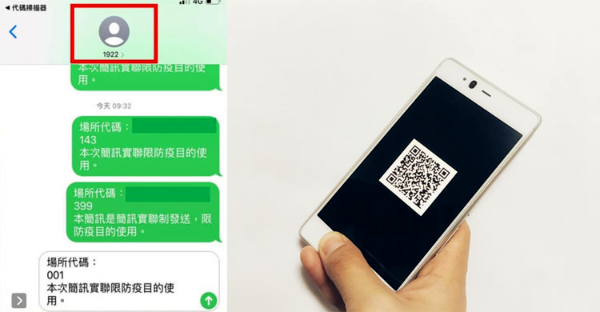 代碼掃描器
4G
1922
本次簡訊實聯限防疫目的使
用。
今天 09:32
場所代碼：
143
本次簡訊實聯限防疫目的使
用。
場所代碼：
399
本簡訊是簡訊實聯制發送，限
防疫目的使用。
場所代碼：
001
本次簡訊實聯限防疫目的使
用。